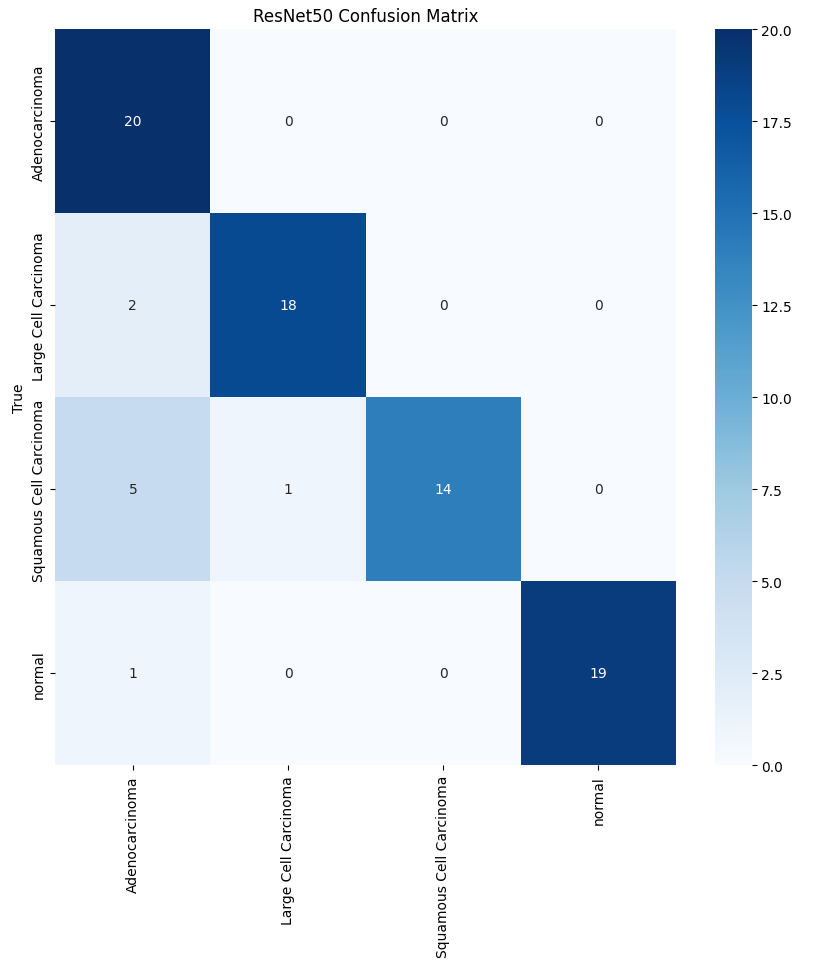 ResNet50 Confusion Matrix
True
Adenocarcinoma
20 0 0 0
Large Cell Carcinoma
2 18 0 0
Squamous Cell Carcinoma
5 1 14 0
normal
1 0 0 19
Adenocarcinoma
Large Cell Carcinoma
Squamous Cell Carcinoma
normal
20.0
17.5
15.0
12.5
10.0
7.5
5.0
2.5
0.0